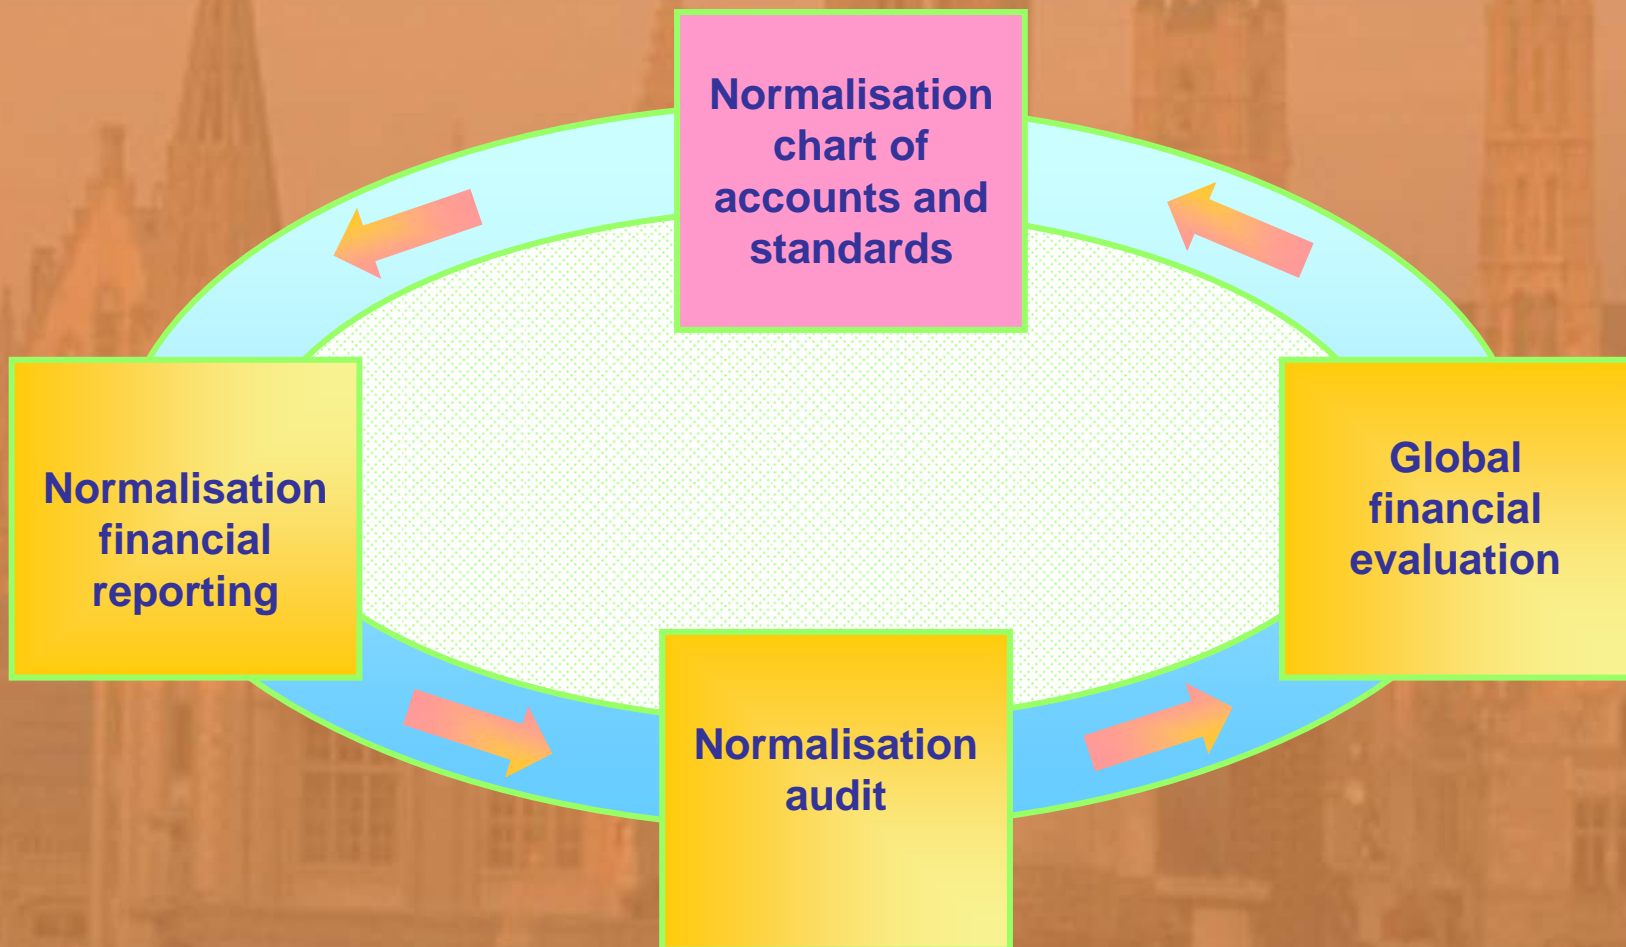 Normalisation
chart of
accounts and
standards
Normalisation
financial
reporting
Global
financial
evaluation
Normalisation
audit